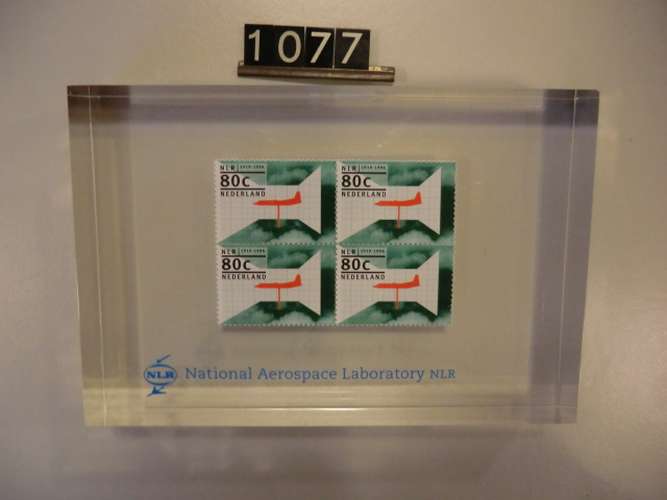 1077
NLR 1919-1994
80c
NEDERLAND
NLR 1919-1994
80c
NEDERLAND
NLR 1919-1994
80c
NEDERLAND
NLR 1919-1994
80c
NEDERLAND
NLR National Aerospace Laboratory NLR